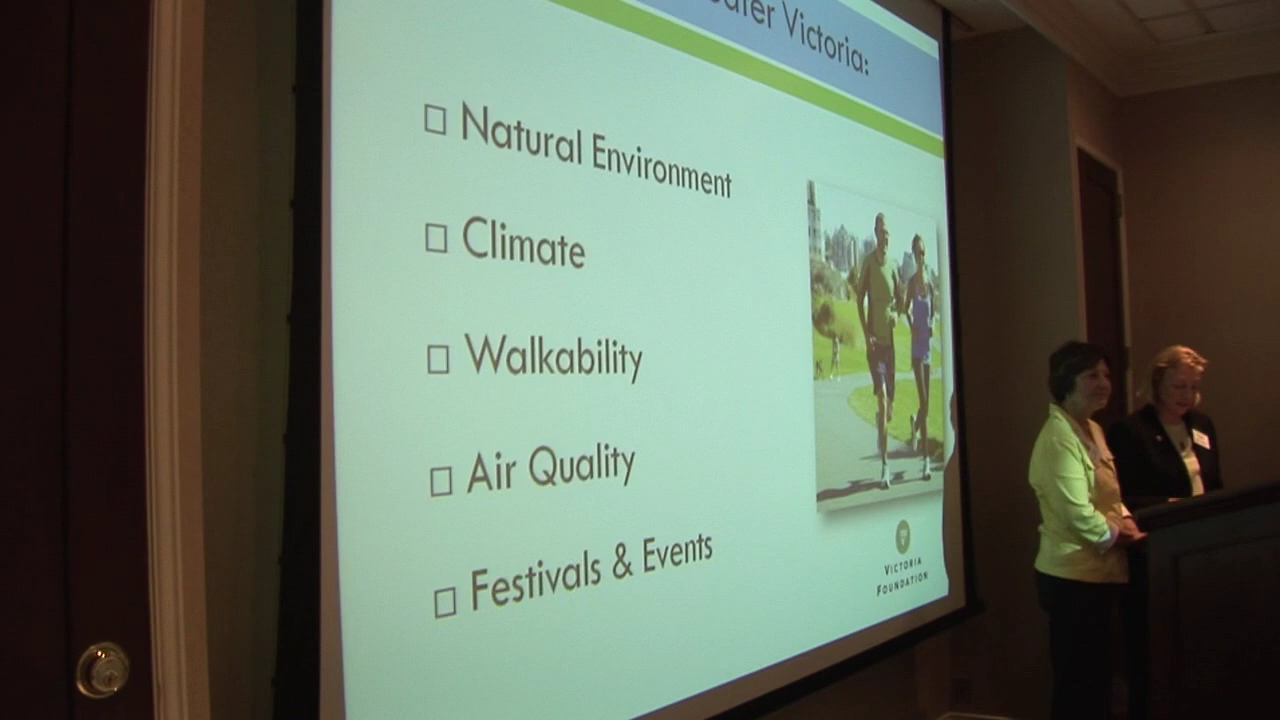 Victoria:
Natural Environment
Climate
Walkability
Air Quality
Festivals & Events
VICTORIA
FOUNDATION